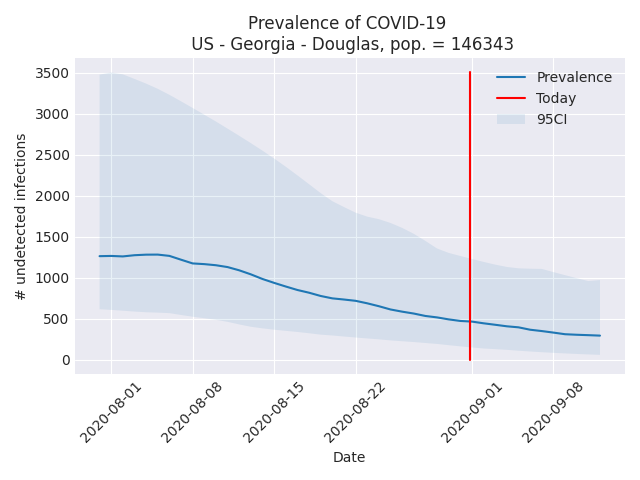 Prevalence of COVID-19
US - Georgia - Douglas, pop. = 146343
3500
3000
2500
2000
1500
1000
500
0
# undetected infections
Prevalence
Today
95CI
2020-08-01
2020-08-08
2020-08-15
2020-08-22
2020-09-01
2020-09-08
Date